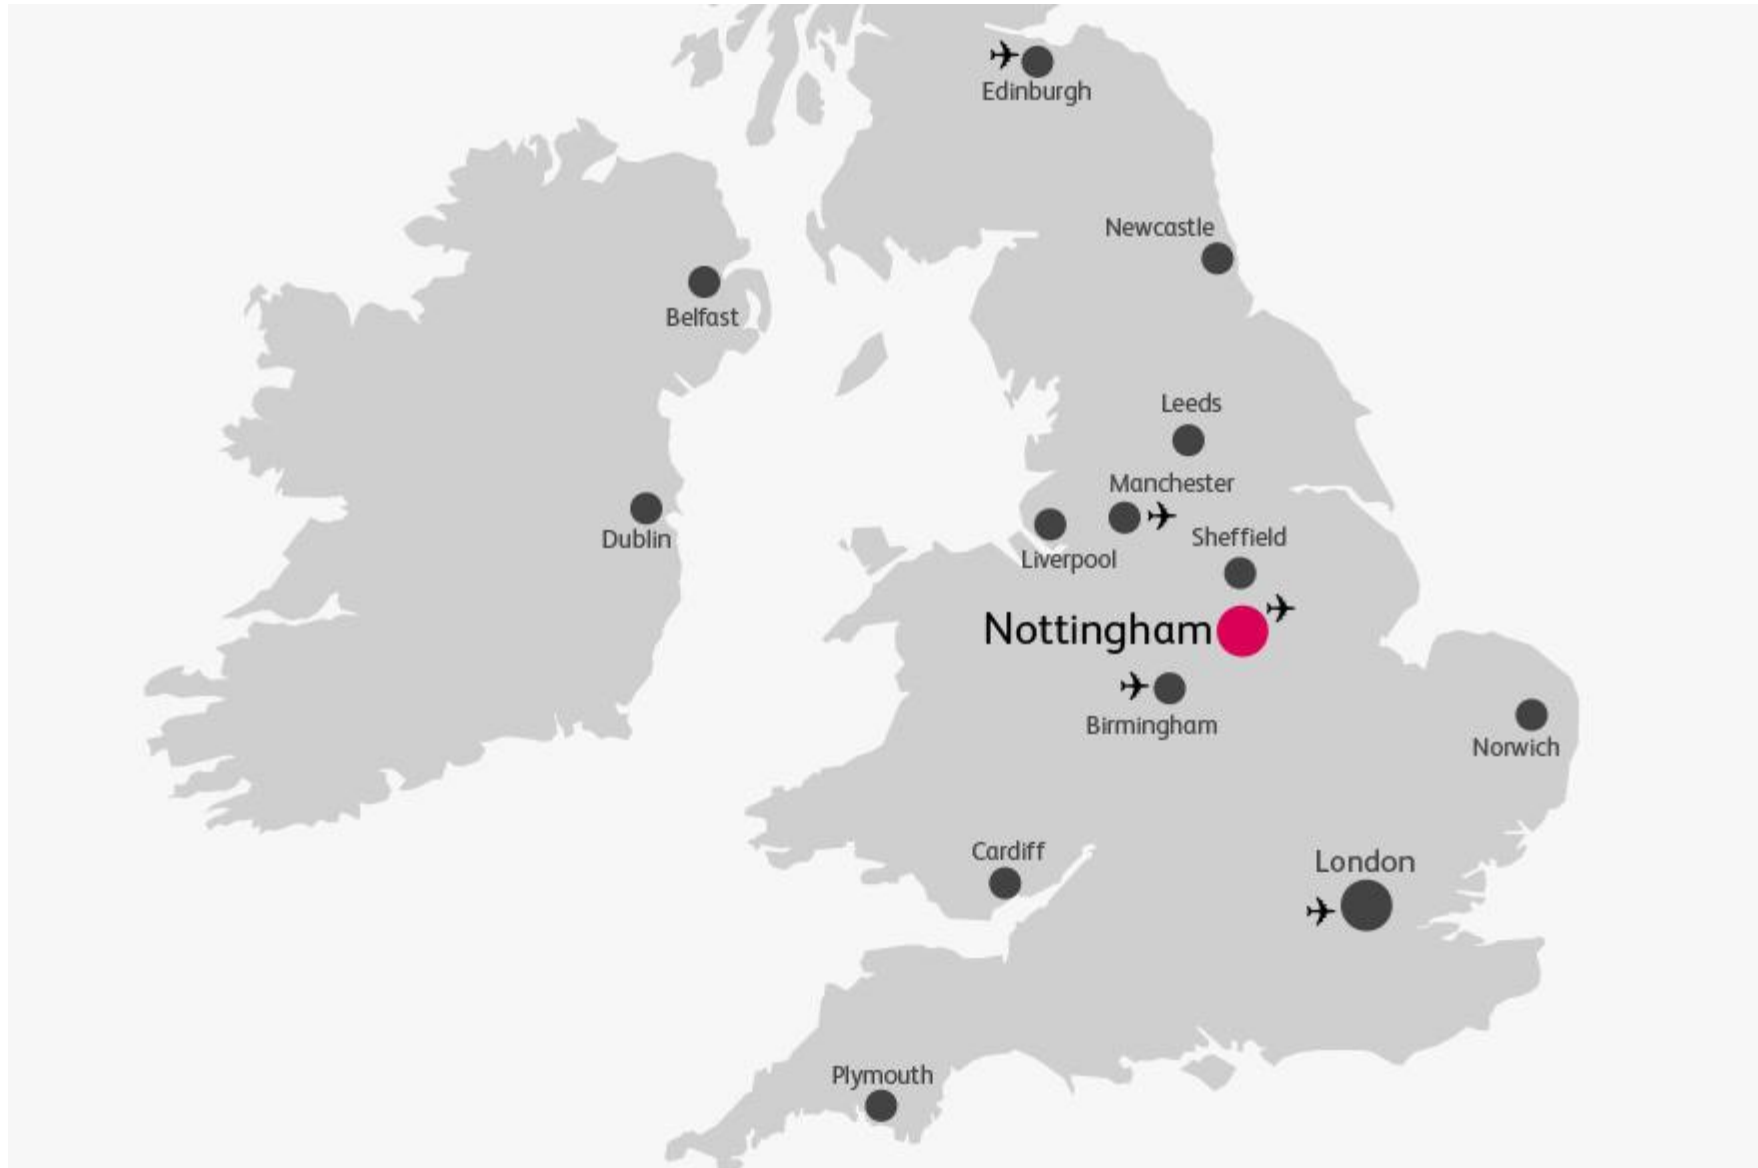 Edinburgh
Newcastle
Belfast
Leeds
Manchester
Dublin
Sheffield
Liverpool
Nottingham
Birmingham
Norwich
Cardiff
London
Plymouth